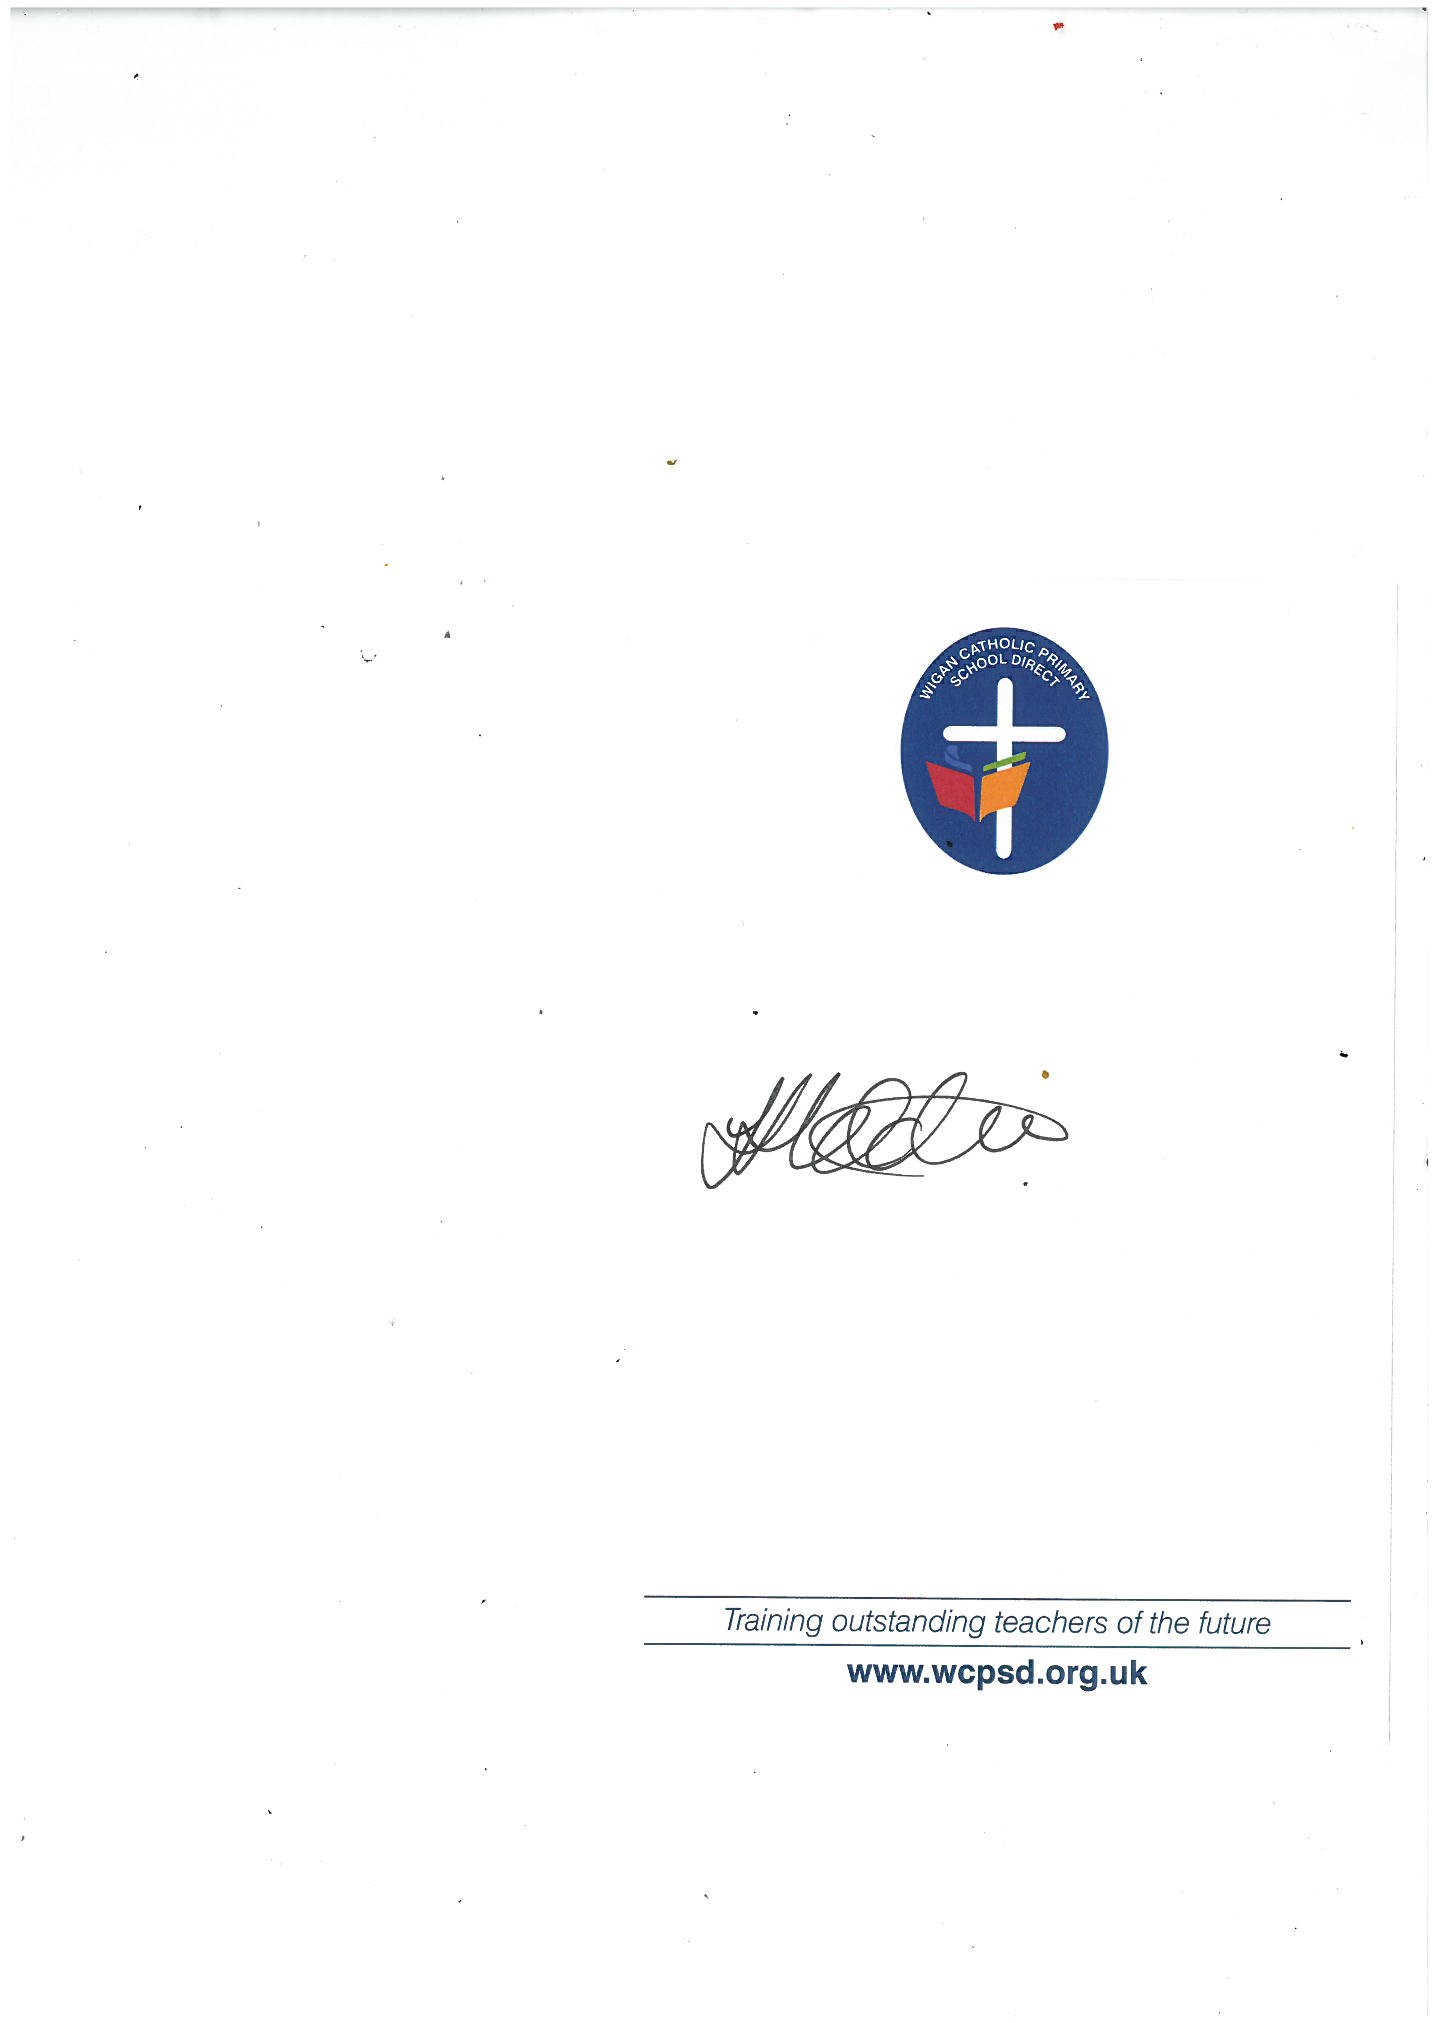 WIGAN CATHOLIC PRIMARY
SCHOOL DIRECT
Training outstanding teachers of the future
www.wcpsd.org.uk